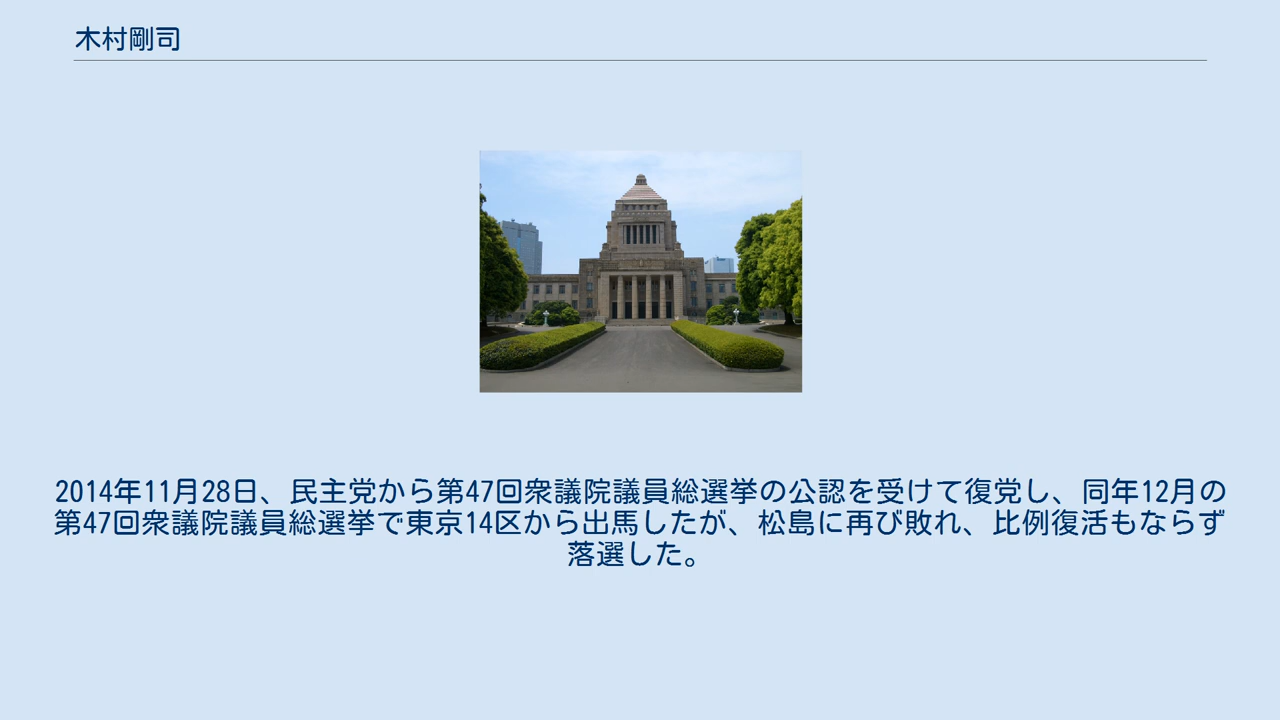 木村剛司
2014年11月28日、民主党から第47回衆議院議員総選挙の公認を受けて復党し、同年12月の
第47回衆議院議員総選挙で東京14区から出馬したが、松島に再び敗れ、比例復活もならず
落選した。